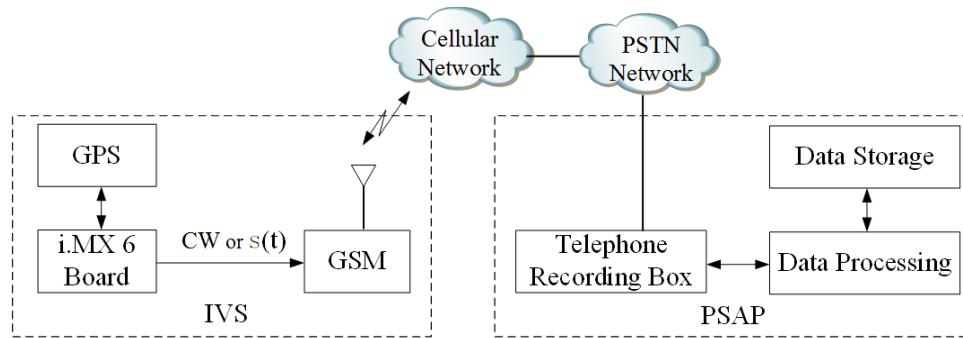 Cellular
Network
PSTN
Network
GPS
i.MX 6
Board
CW or s(t)
GSM
IVS
Data Storage
Telephone
Recording Box
Data Processing
PSAP